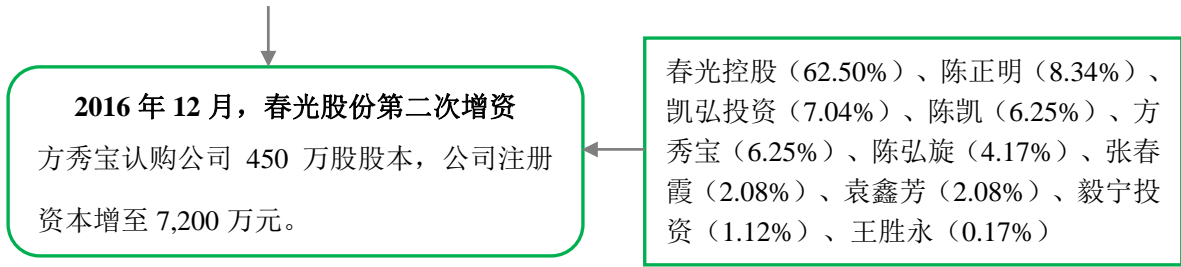 2016 年 12 月，春光股份第二次增资
方秀宝认购公司 450 万股股本，公司注册
资本增至 7,200 万元。
春光控股（62.50%）、陈正明（8.34%）、
凯弘投资（7.04%）、陈凯（6.25%）、方
秀宝（6.25%）、陈弘旋（4.17%）、张春
霞（2.08%）、袁鑫芳（2.08%）、毅宁投
资（1.12%）、王胜永（0.17%）